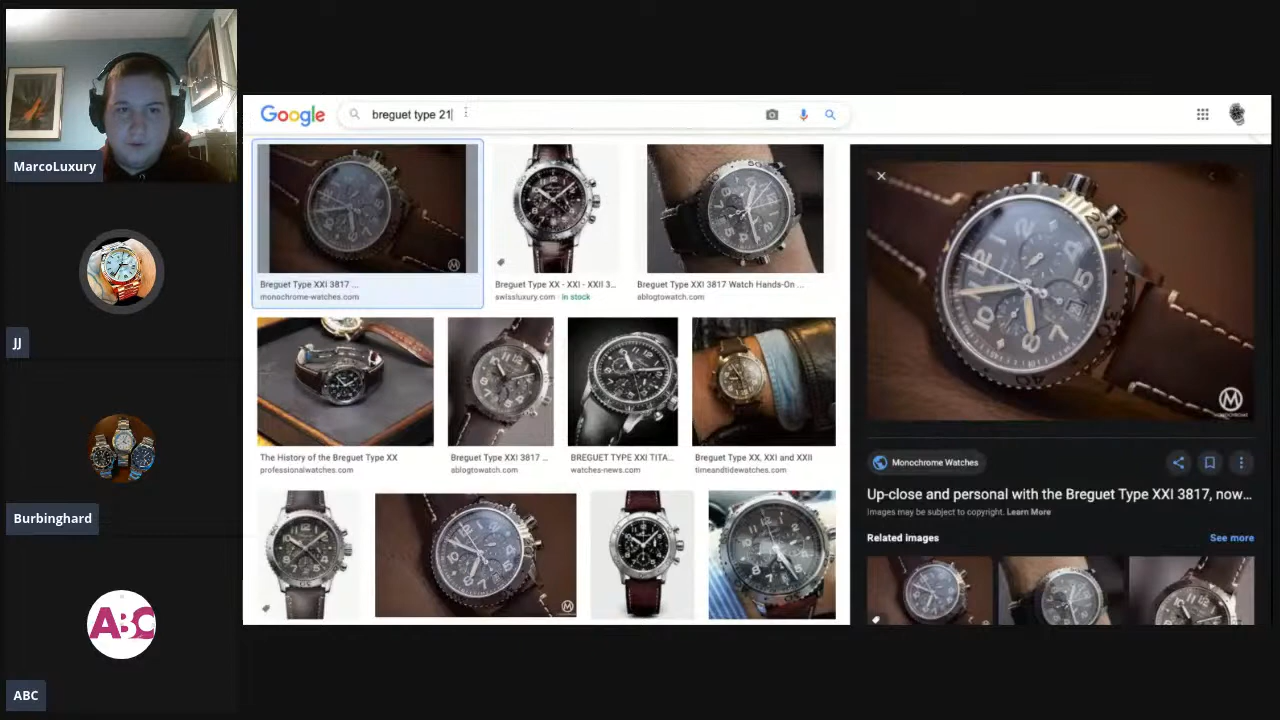 MarcoLuxury
JJ
Burbinghard
ABC
ABC
Google
breguet type 21
Breguet Type XXI 3817 ...
monochrome-watches.com
Breguet Type XX - XXI - XXII 3...
swissluxury.com · In stock
Breguet Type XXI 3817 Watch Hands-On ...
ablogtowatch.com
The History of the Breguet Type XX
professionalwatches.com
Breguet Type XXI 3817 ...
ablogtowatch.com
BREGUET TYPE XXI TITA...
watches-news.com
Breguet Type XX, XXI and XXII
timeandtidewatches.com
Monochrome Watches
Up-close and personal with the Breguet Type XXI 3817, now...
Images may be subject to copyright. Learn More
Related images
See more